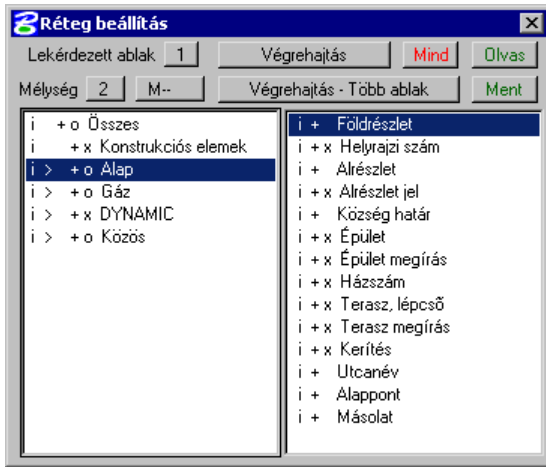 Réteg beállítás
Lekérdezett ablak 1 Végrehajtás Mind Olvas
Mélység 2 M-- Végrehajtás - Több ablak Ment
i + o Összes
i + x Konstrukciós elemek
i > + o Alap
i > + o Gáz
i > + x DYNAMIC
i > + o Közös
i + Földrészlet
i + x Helyrajzi szám
i + Alrészlet
i + x Alrészlet jel
i + Község határ
i + x Épület
i + x Épület megírás
i + x Házszám
i + x Terasz, lépcső
i + x Terasz megírás
i + x Kerítés
i + Utcanév
i + Alappont
i + Másolat